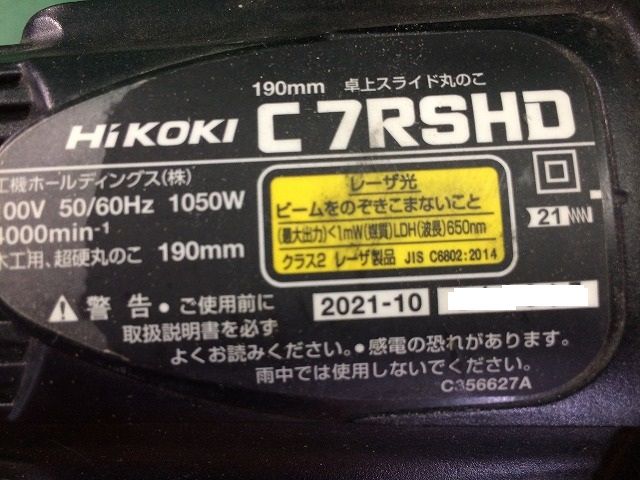 190mm 卓上スライド丸のこ
HiKOKI C 7RSHD
工機ホールディングス(株)
100V 50/60Hz 1050W
4000min-1
木工用、超硬丸のこ 190mm
レーザ光
ビームをのぞきこまないこと
(最大出力)<1mW(媒質)LDH(波長)650nm
クラス2 レーザ製品 JIS C6802:2014
21
警告・ご使用前に
取扱説明書を必ず
よくお読みください。・感電の恐れがあります。
雨中では使用しないでください。
2021-10
C356627A